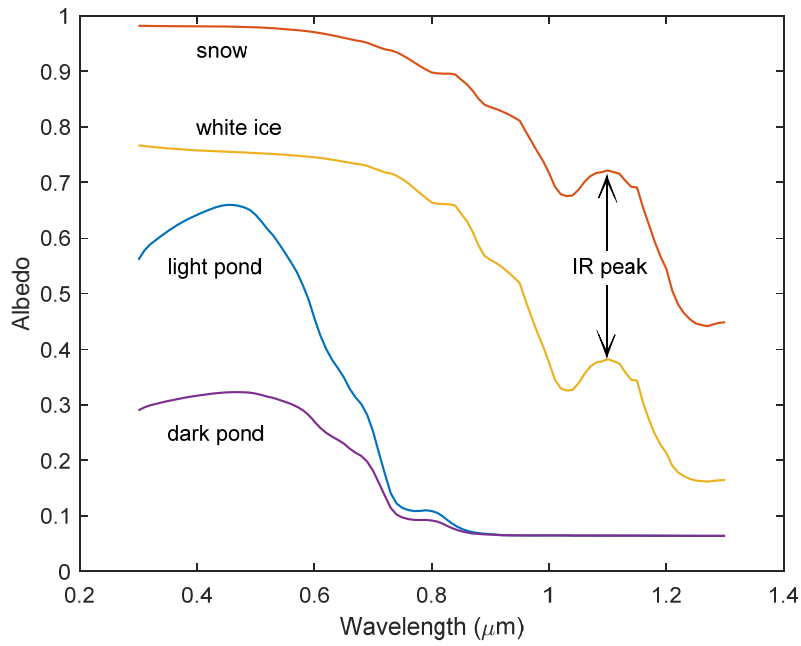 1
0.9
0.8
0.7
0.6
0.5
0.4
0.3
0.2
0.1
0
Albedo
snow
white ice
light pond
IR peak
dark pond
0.2 0.4 0.6 0.8 1 1.2 1.4
Wavelength (μm)